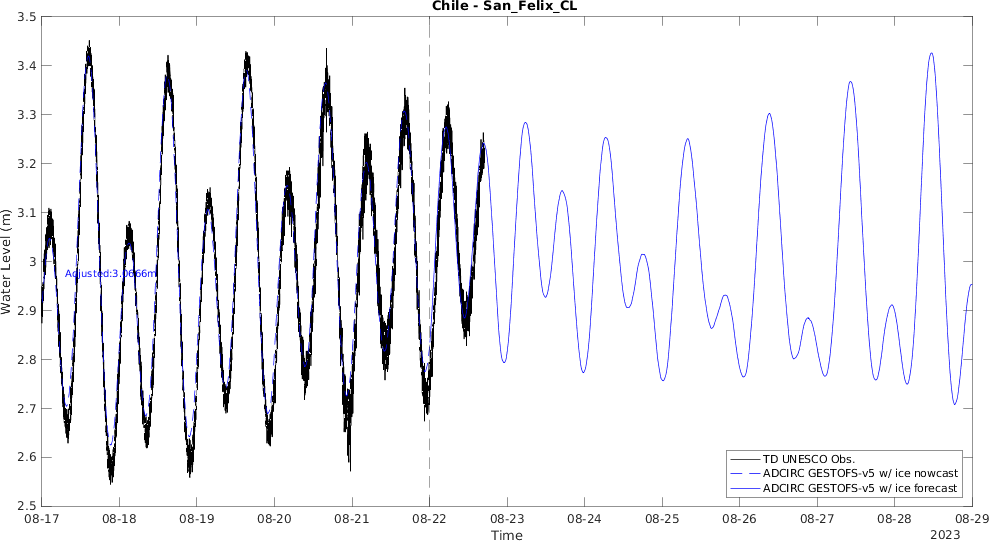 Chile - San_Felix_CL
Water Level (m)
3.5
3.4
3.3
3.2
3.1
3
2.9
2.8
2.7
2.6
2.5
Adjusted:3.0666m
TD UNESCO Obs.
ADCIRC GESTOFS-v5 w/ ice nowcast
ADCIRC GESTOFS-v5 w/ ice forecast
08-17 08-18 08-19 08-20 08-21 08-22 08-23 08-24 08-25 08-26 08-27 08-28 08-29
Time
2023